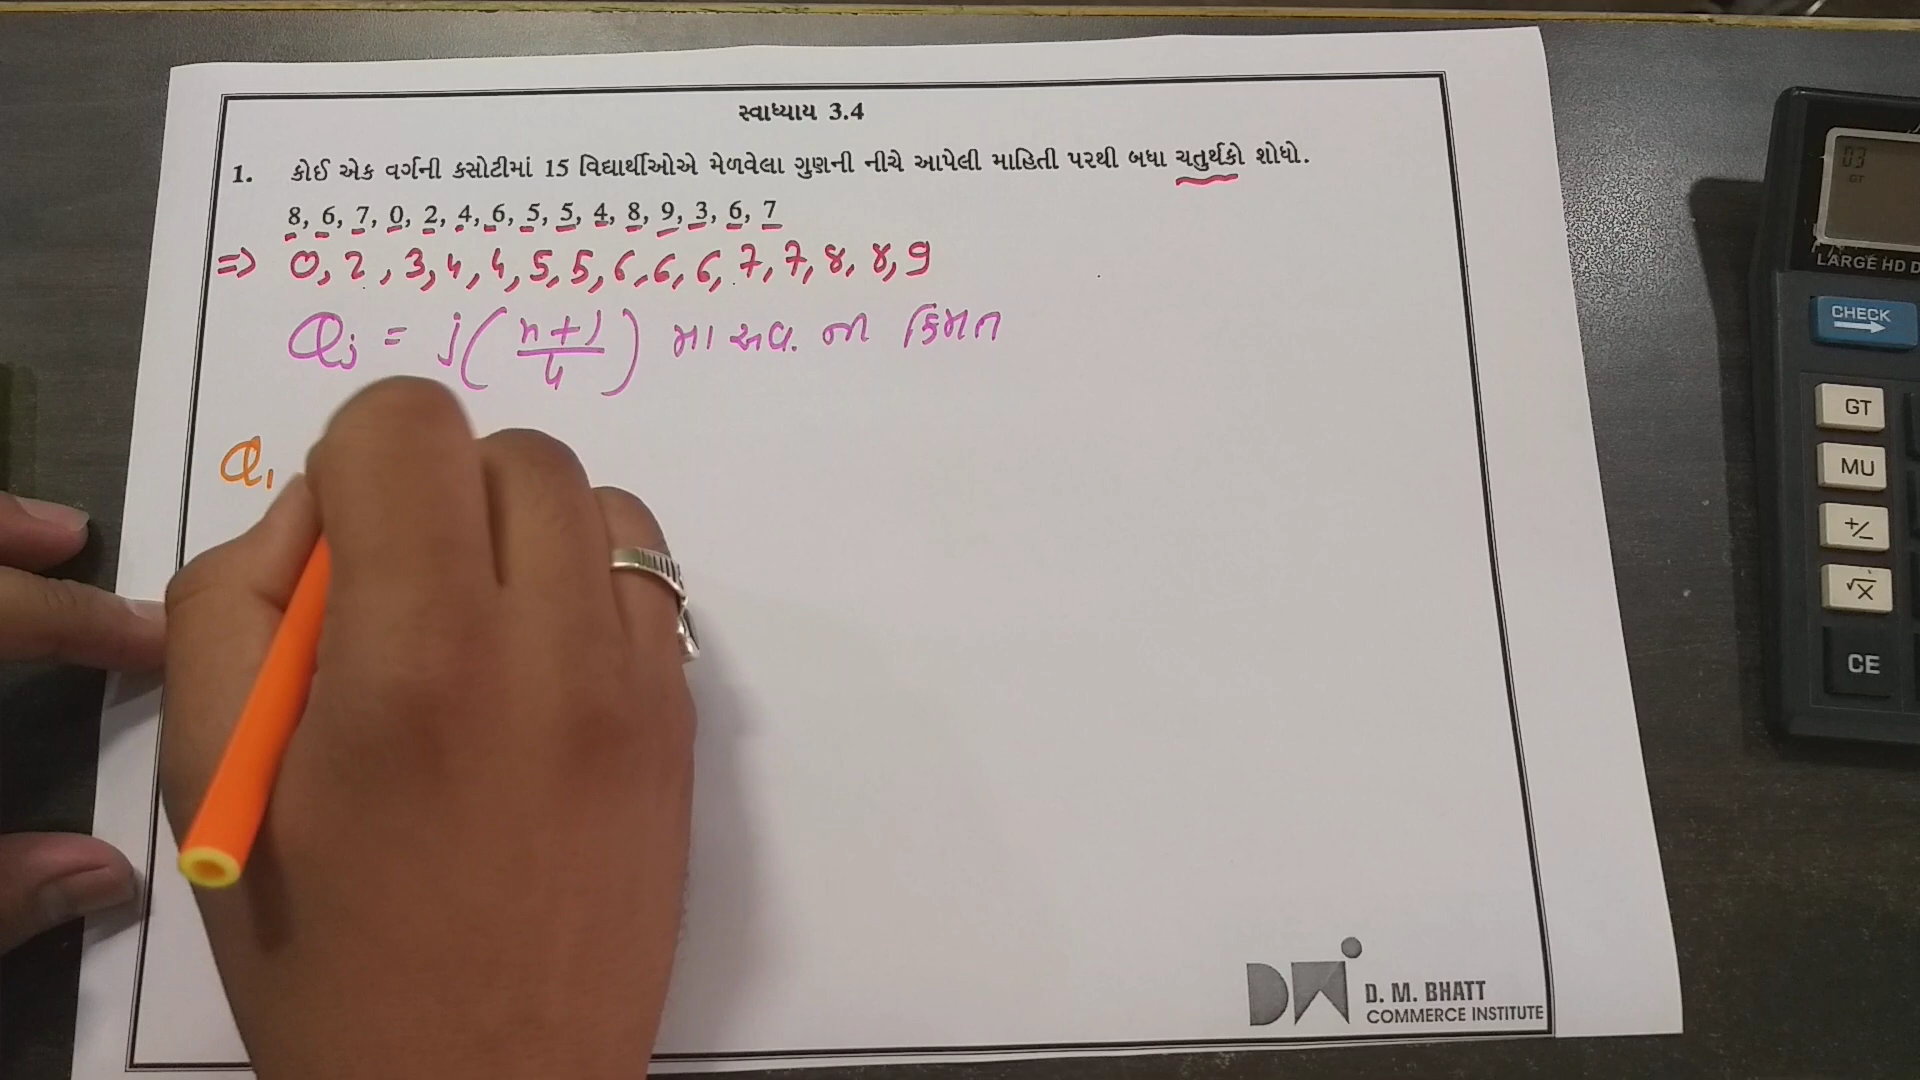 સ્વાધ્યાય 3.4
1. કોઈ એક વર્ગની કસોટીમાં 15 વિદ્યાર્થીઓએ મેળવેલા ગુણની નીચે આપેલી માહિતી પરથી બધા ચતુર્થકો શોધો.
8, 6, 7, 0, 2, 4, 6, 5, 5, 4, 8, 9, 3, 6, 7
=> 0, 2, 3, 4, 4, 5, 5, 6, 6, 6, 7, 7, 8, 8, 9
Qj = j(n+1/4) મા અવ. ની કિંમત
Q1
D. M. BHATT
COMMERCE INSTITUTE
03
GT
LARGE HD D
CHECK
GT
MU
+/-
√X
CE